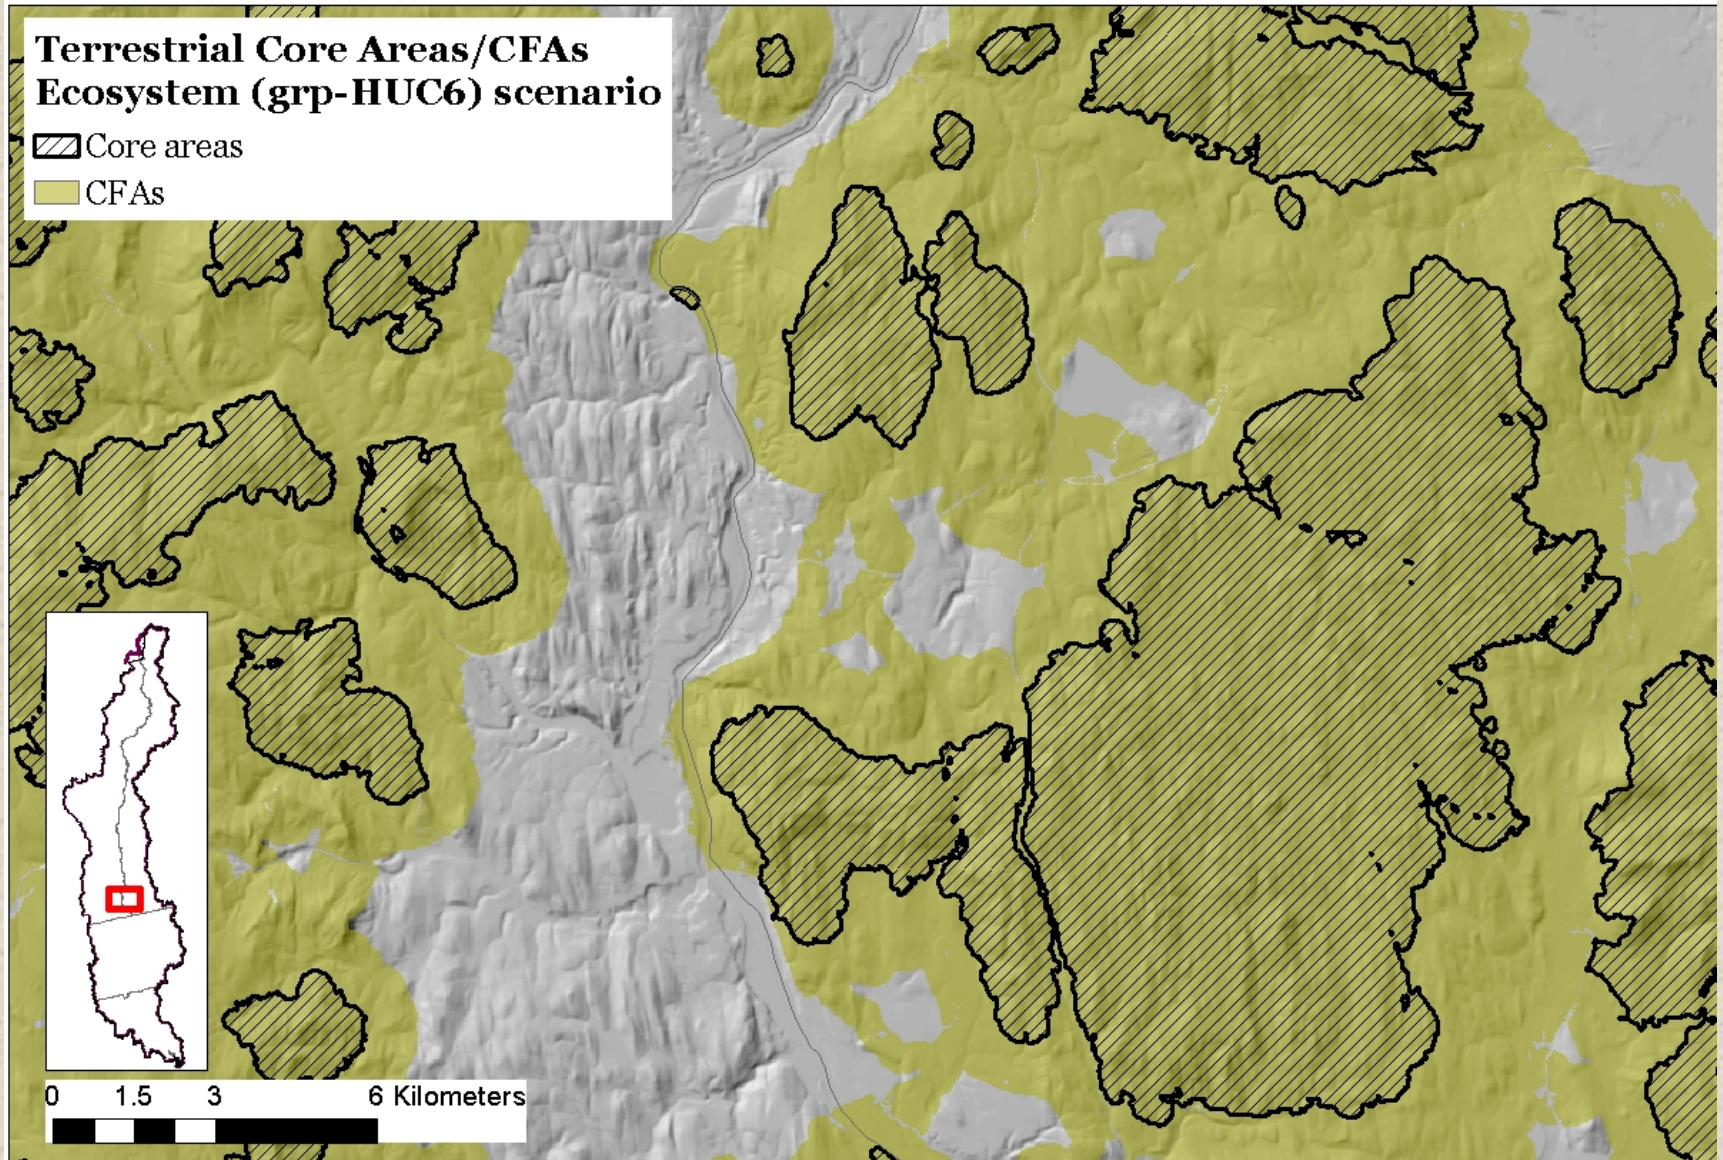 Terrestrial Core Areas/CFAs
Ecosystem (grp-HUC6) scenario
Core areas
CFAs
0 1.5 3 6 Kilometers